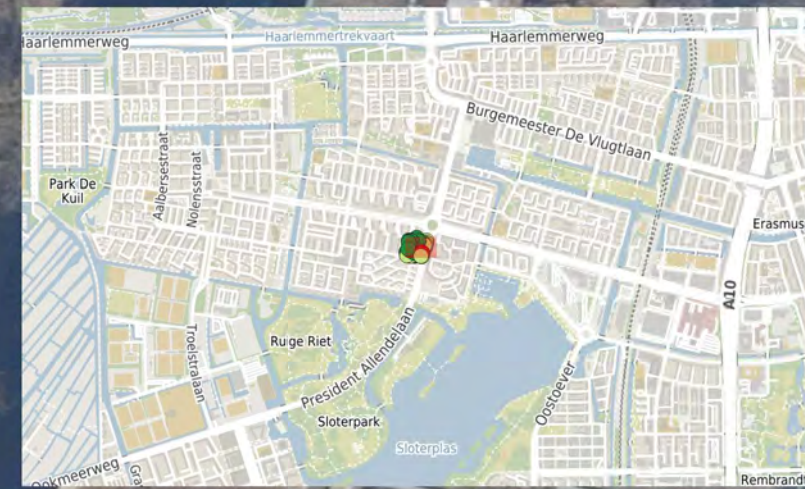 Haarlemmerweg
Haarlemmertrekvaart
Haarlemmerweg
Burgemeester De Vlugtlaan
Aalbersestraat
Nolensstraat
Park De
Kuil
Erasmus
A10
Troelstralaan
Ruige Riet
President Allendelaan
Oostoever
Sloterpark
Sloterplas
Ookmeerweg
Gra
Rembrand